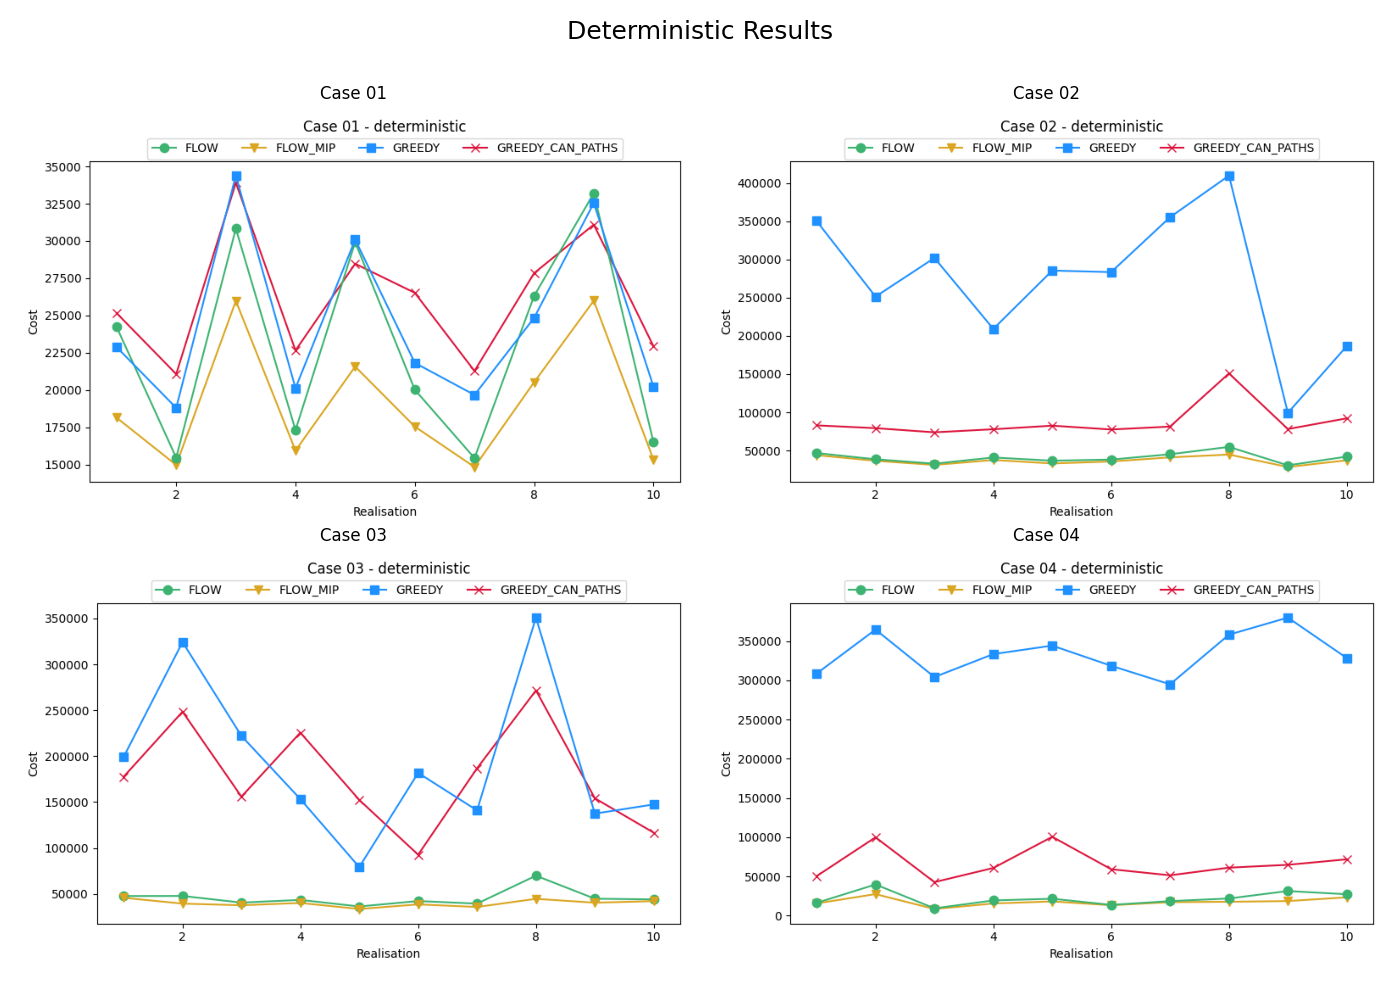 Deterministic Results
Case 01
Case 01 - deterministic
FLOW FLOW_MIP GREEDY GREEDY_CAN_PATHS
35000
32500
30000
27500
25000
22500
20000
17500
15000
Cost
2 4 6 8 10
Realisation
Case 02
Case 02 - deterministic
FLOW FLOW_MIP GREEDY GREEDY_CAN_PATHS
400000
350000
300000
250000
200000
150000
100000
50000
Cost
2 4 6 8 10
Realisation
Case 03
Case 03 - deterministic
FLOW FLOW_MIP GREEDY GREEDY_CAN_PATHS
350000
300000
250000
200000
150000
100000
50000
Cost
2 4 6 8 10
Realisation
Case 04
Case 04 - deterministic
FLOW FLOW_MIP GREEDY GREEDY_CAN_PATHS
350000
300000
250000
200000
150000
100000
50000
0
Cost
2 4 6 8 10
Realisation